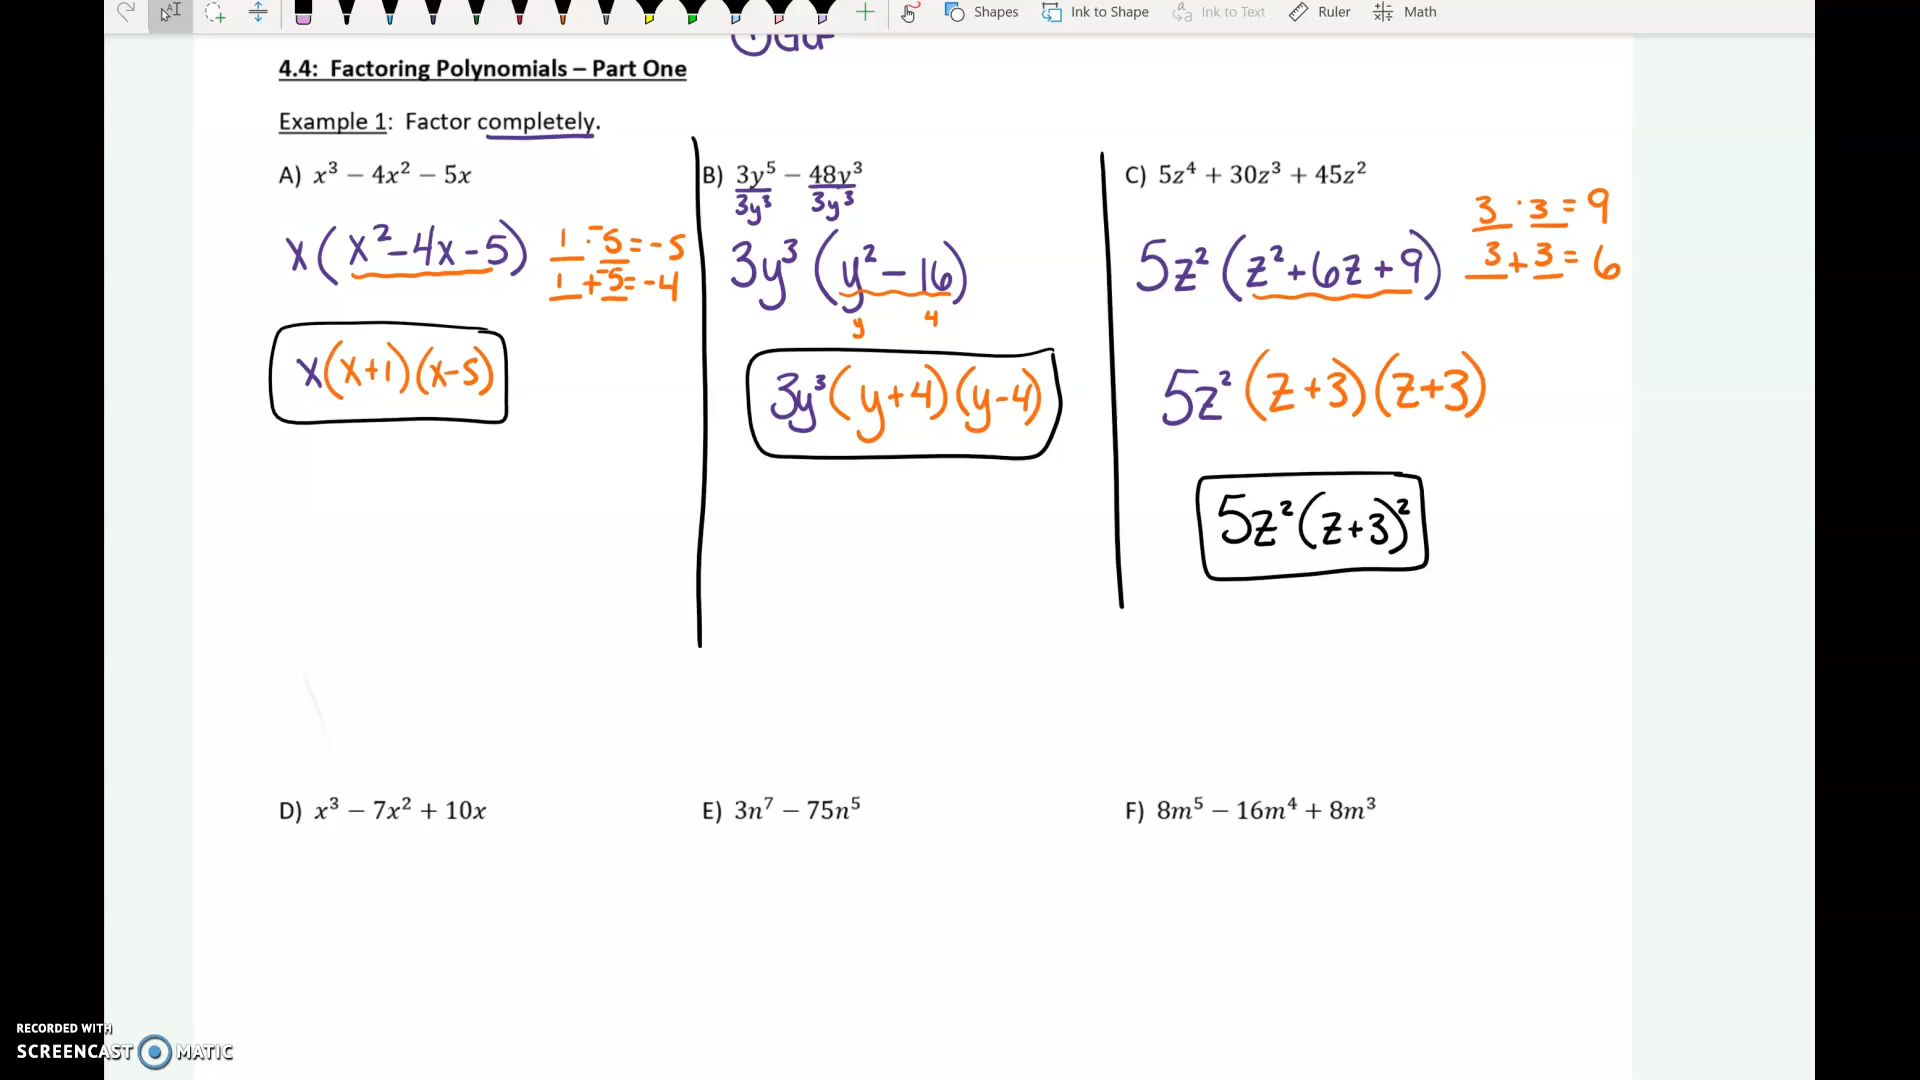 Shapes Ink to Shape Ink to Text Ruler Math
① GCF
4.4: Factoring Polynomials – Part One
Example 1: Factor completely.
A) x³ − 4x² − 5x
x(x²−4x−5)
1 · −5 = −5
1 + −5 = −4
x(x+1)(x−5)
B) 3y⁵ − 48y³
3y³ 3y³
3y³(y²−16)
y 4
3y³(y+4)(y−4)
C) 5z⁴ + 30z³ + 45z²
3 · 3 = 9
3 + 3 = 6
5z²(z²+6z+9)
5z²(z+3)(z+3)
5z²(z+3)²
D) x³ − 7x² + 10x
E) 3n⁷ − 75n⁵
F) 8m⁵ − 16m⁴ + 8m³
RECORDED WITH
SCREENCAST MATIC